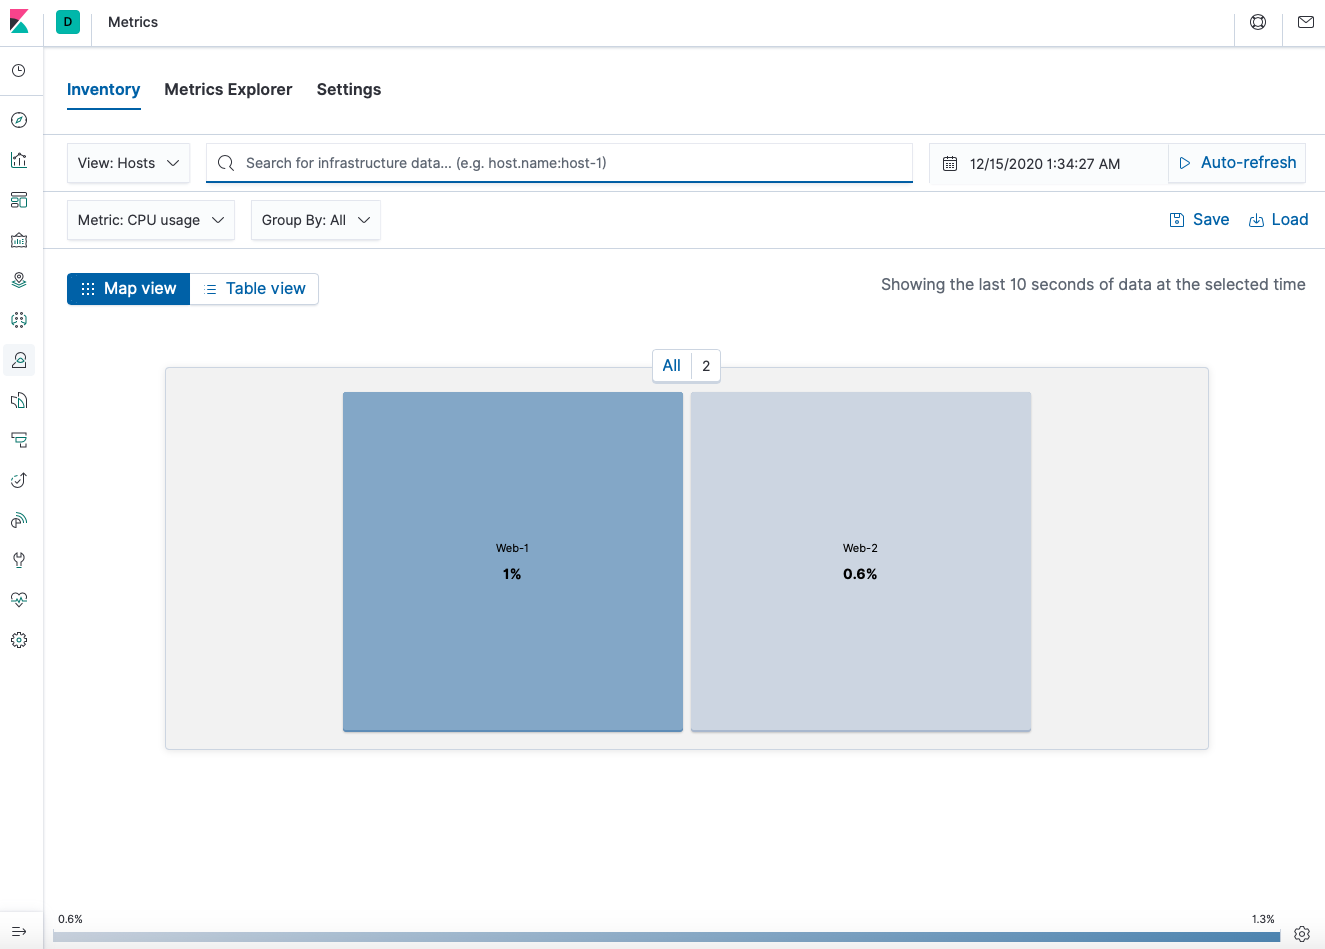 D Metrics
Inventory Metrics Explorer Settings
View: Hosts Search for infrastructure data... (e.g. host.name:host-1) 12/15/2020 1:34:27 AM Auto-refresh
Metric: CPU usage Group By: All Save Load
Map view Table view Showing the last 10 seconds of data at the selected time
All 2
Web-1 Web-2
1% 0.6%
0.6% 1.3%